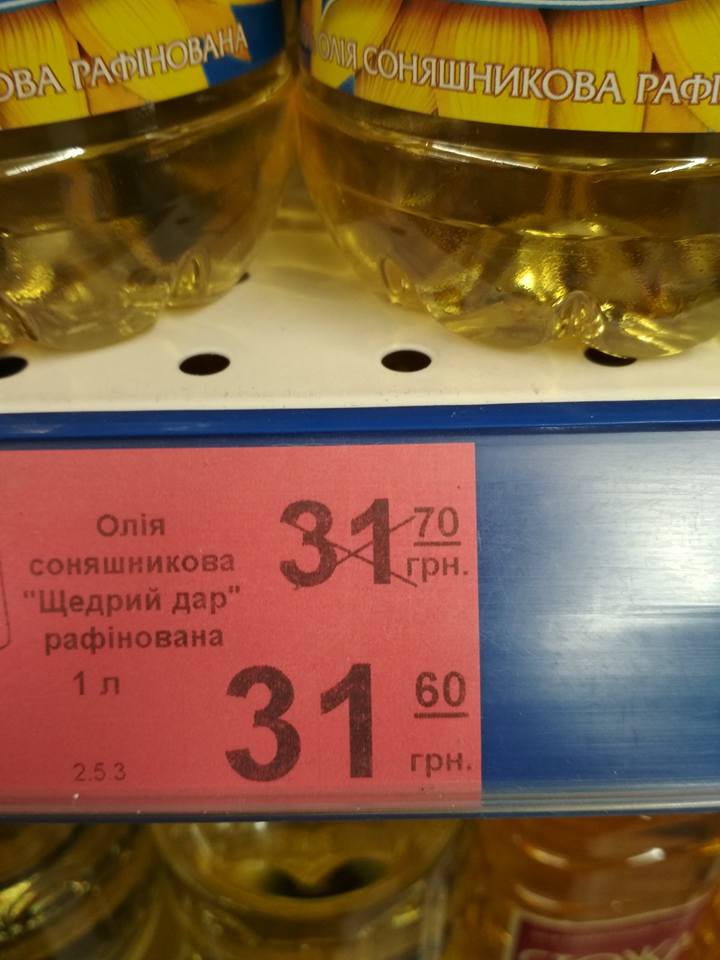 ОВА РАФІНОВАНА
ОЛІЯ СОНЯШНИКОВА РАФІ
Олія
соняшникова
"Щедрий дар"
рафінована
1 л
2.5.3
31 70
грн.
31 60
грн.
СТОЖА